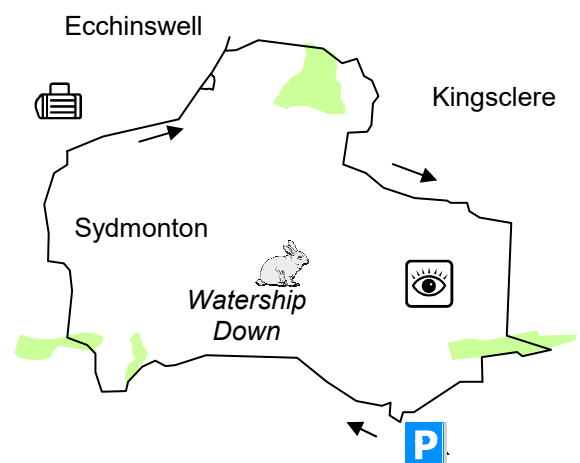 Ecchinswell
Kingsclere
Sydmonton
Watership
Down
P